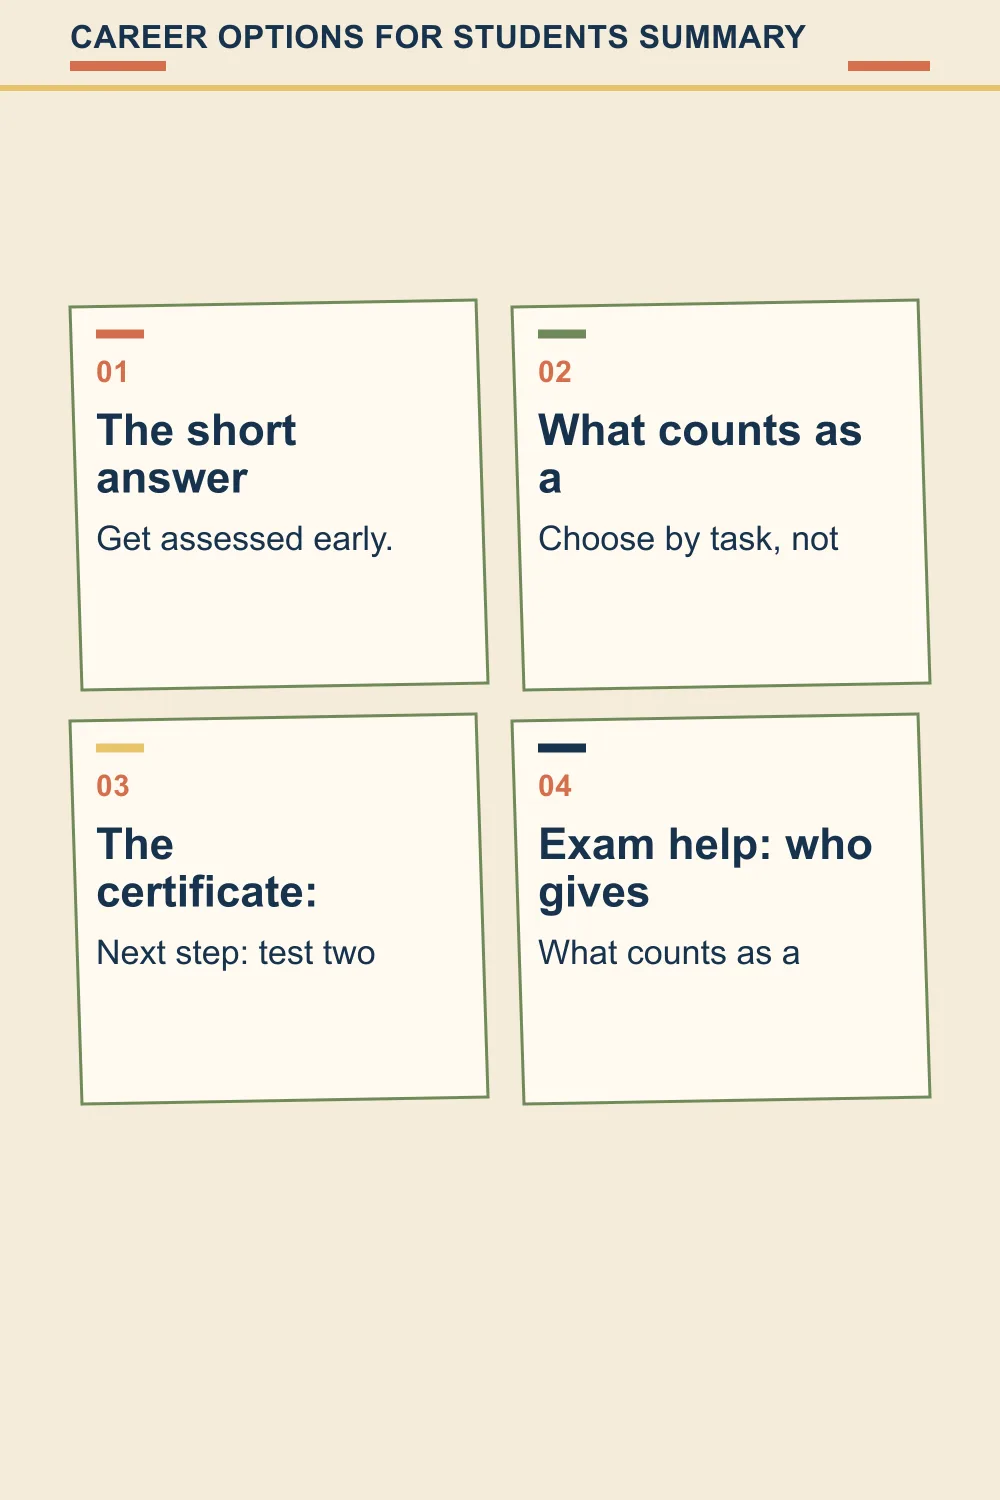 CAREER OPTIONS FOR STUDENTS SUMMARY
01
The short
answer
Get assessed early.
02
What counts as
a
Choose by task, not
03
The
certificate:
Next step: test two
04
Exam help: who
gives
What counts as a